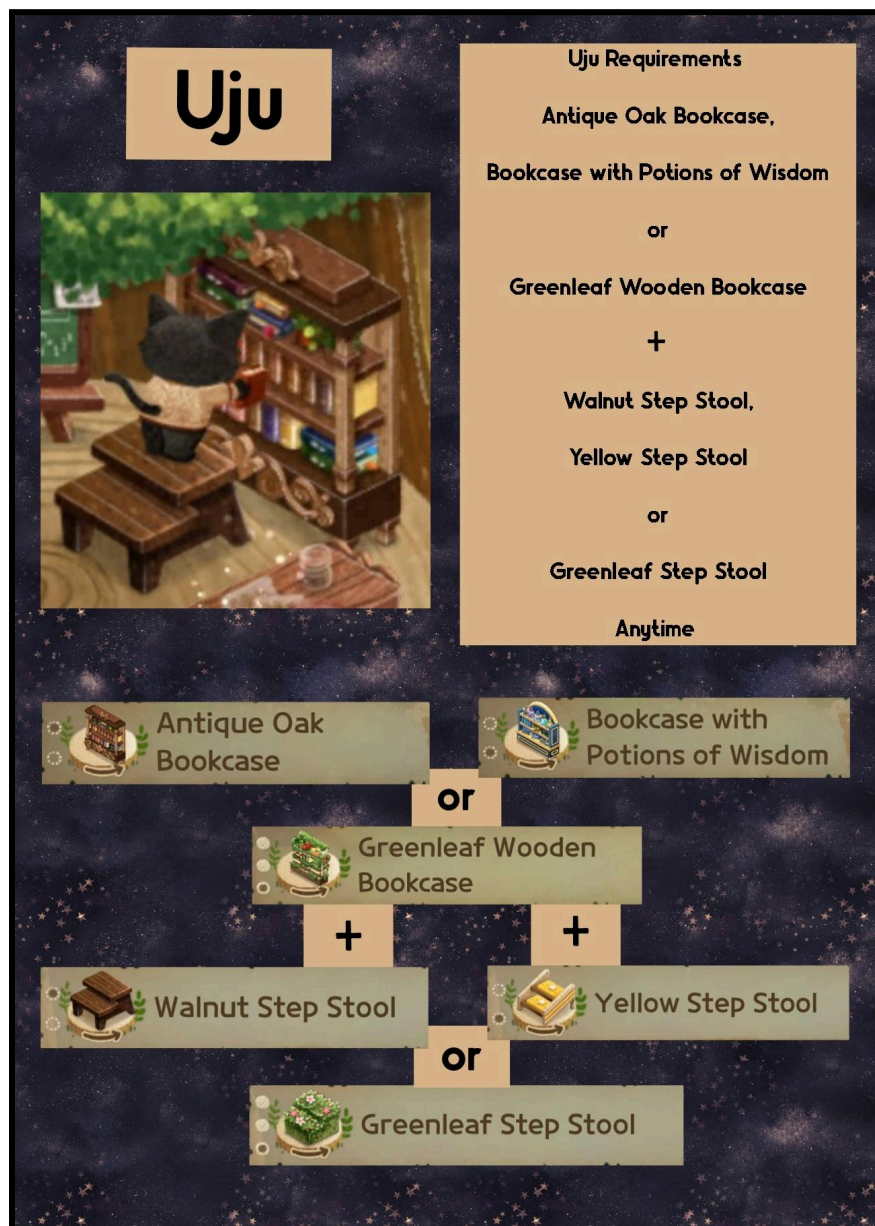 Uju
Uju Requirements
Antique Oak Bookcase,
Bookcase with Potions of Wisdom
or
Greenleaf Wooden Bookcase
+
Walnut Step Stool,
Yellow Step Stool
or
Greenleaf Step Stool
Anytime
Antique Oak
Bookcase
Bookcase with
Potions of Wisdom
or
Greenleaf Wooden
Bookcase
+
+
Walnut Step Stool
Yellow Step Stool
or
Greenleaf Step Stool